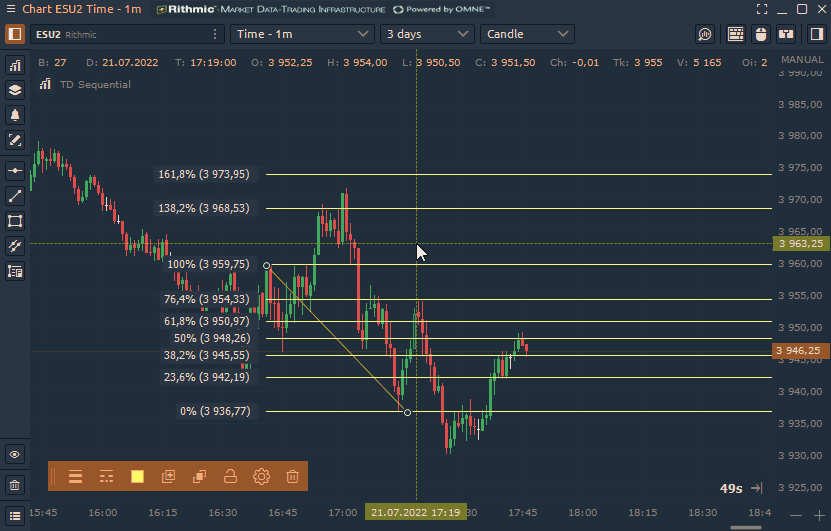 Chart ESU2 Time - 1m Rithmic™-Market Data-Trading Infrastructure Powered by OMNE™
ESU2 Rithmic Time - 1m 3 days Candle
B: 27 D: 21.07.2022 T: 17:19:00 O: 3 952,25 H: 3 954,00 L: 3 950,50 C: 3 951,50 Ch: -0,01 Tk: 3 955 V: 5 165 Oi: 2 MANUAL
3 990,00
TD Sequential
3 985,00
3 980,00
3 975,00
161,8% (3 973,95)
3 970,00
138,2% (3 968,53)
3 965,00
3 963,25
100% (3 959,75) 3 960,00
76,4% (3 954,33) 3 955,00
61,8% (3 950,97) 3 950,00
50% (3 948,26)
3 946,25
38,2% (3 945,55) 3 945,00
23,6% (3 942,19) 3 940,00
0% (3 936,77) 3 935,00
3 930,00
49s 3 925,00
15:45 16:00 16:15 16:30 16:45 17:00 21.07.2022 17:19 :30 17:45 18:00 18:15 18:30 18:4